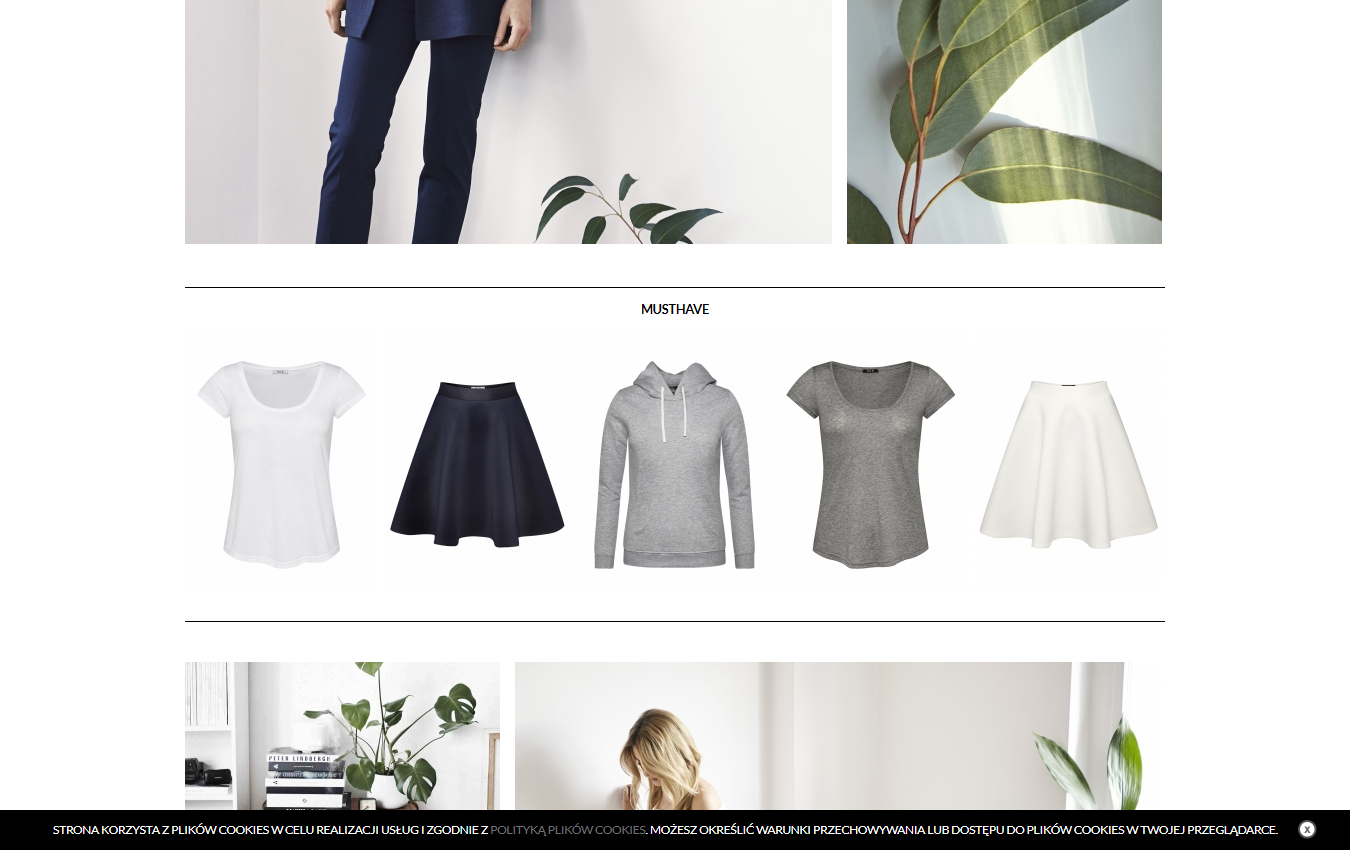 MUSTHAVE
PETER LINDBERGH
STRONA KORZYSTA Z PLIKÓW COOKIES W CELU REALIZACJI USŁUG I ZGODNIE Z POLITYKĄ PLIKÓW COOKIES. MOŻESZ OKREŚLIĆ WARUNKI PRZECHOWYWANIA LUB DOSTĘPU DO PLIKÓW COOKIES W TWOJEJ PRZEGLĄDARCE. X